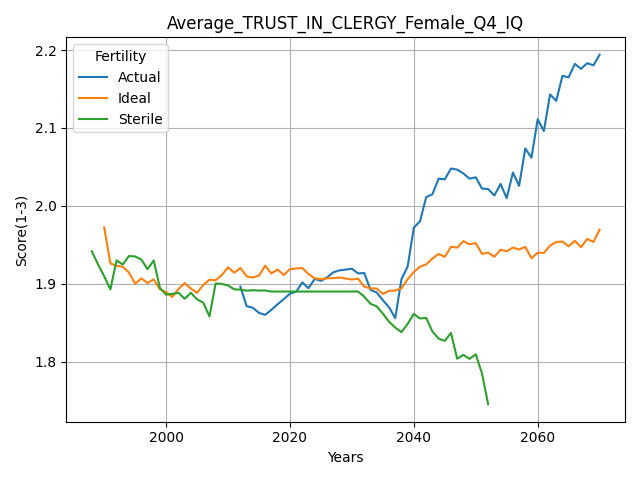 Average_TRUST_IN_CLERGY_Female_Q4_IQ
Fertility
Actual
Ideal
Sterile
Score(1-3)
2.2
2.1
2.0
1.9
1.8
2000 2020 2040 2060
Years